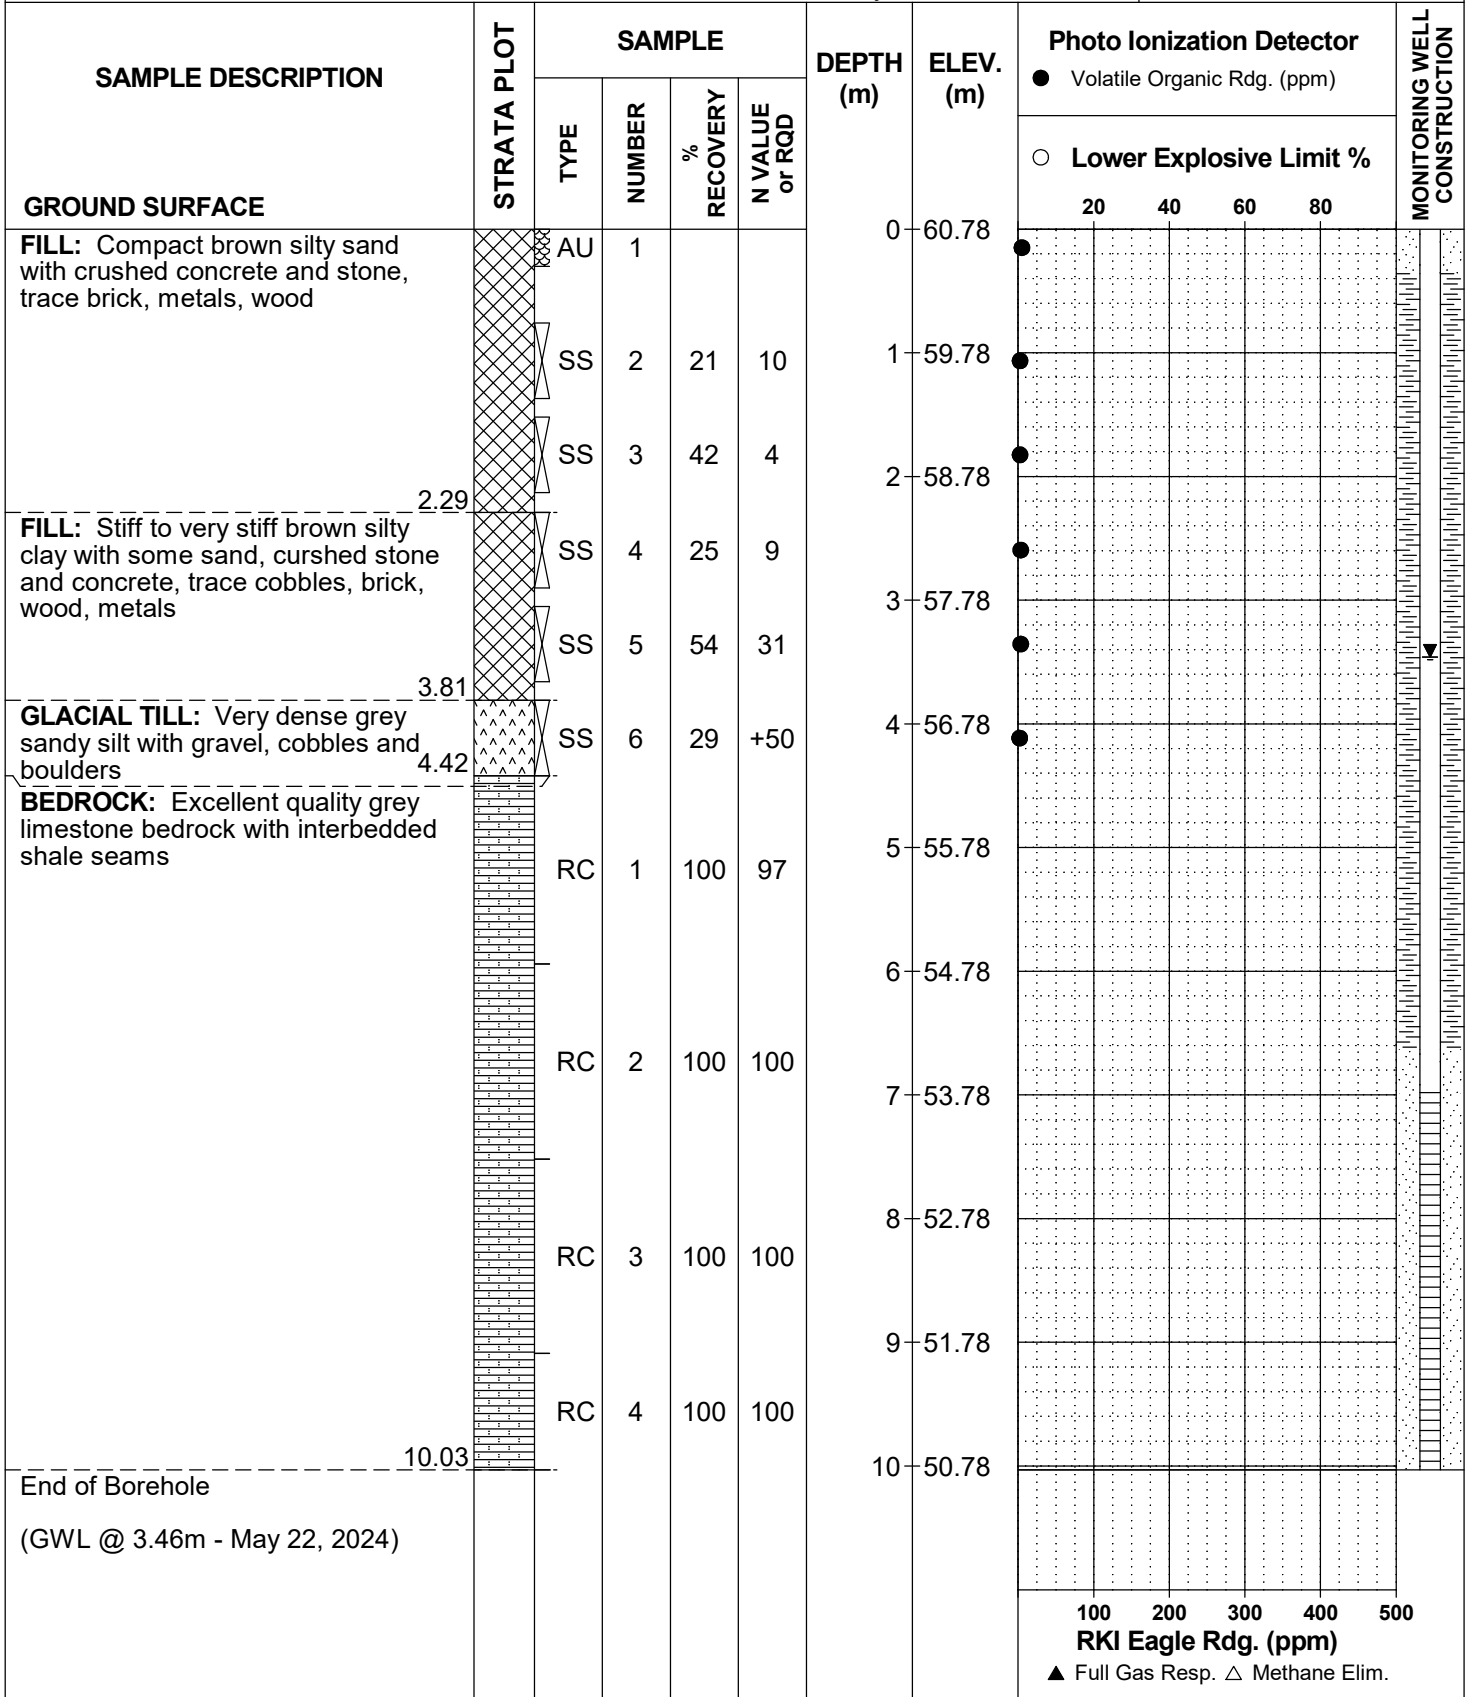 SAMPLE DESCRIPTION
GROUND SURFACE
STRATA PLOT
SAMPLE
TYPE
NUMBER
%
RECOVERY
N VALUE
or RQD
DEPTH
(m)
ELEV.
(m)
Photo Ionization Detector
● Volatile Organic Rdg. (ppm)
○ Lower Explosive Limit %
20 40 60 80
MONITORING WELL
CONSTRUCTION
FILL: Compact brown silty sand
with crushed concrete and stone,
trace brick, metals, wood
2.29
FILL: Stiff to very stiff brown silty
clay with some sand, curshed stone
and concrete, trace cobbles, brick,
wood, metals
3.81
GLACIAL TILL: Very dense grey
sandy silt with gravel, cobbles and
boulders 4.42
BEDROCK: Excellent quality grey
limestone bedrock with interbedded
shale seams
10.03
End of Borehole
(GWL @ 3.46m - May 22, 2024)
AU 1
SS 2 21 10
SS 3 42 4
SS 4 25 9
SS 5 54 31
SS 6 29 +50
RC 1 100 97
RC 2 100 100
RC 3 100 100
RC 4 100 100
0 60.78
1 59.78
2 58.78
3 57.78
4 56.78
5 55.78
6 54.78
7 53.78
8 52.78
9 51.78
10 50.78
100 200 300 400 500
RKI Eagle Rdg. (ppm)
▲ Full Gas Resp. △ Methane Elim.